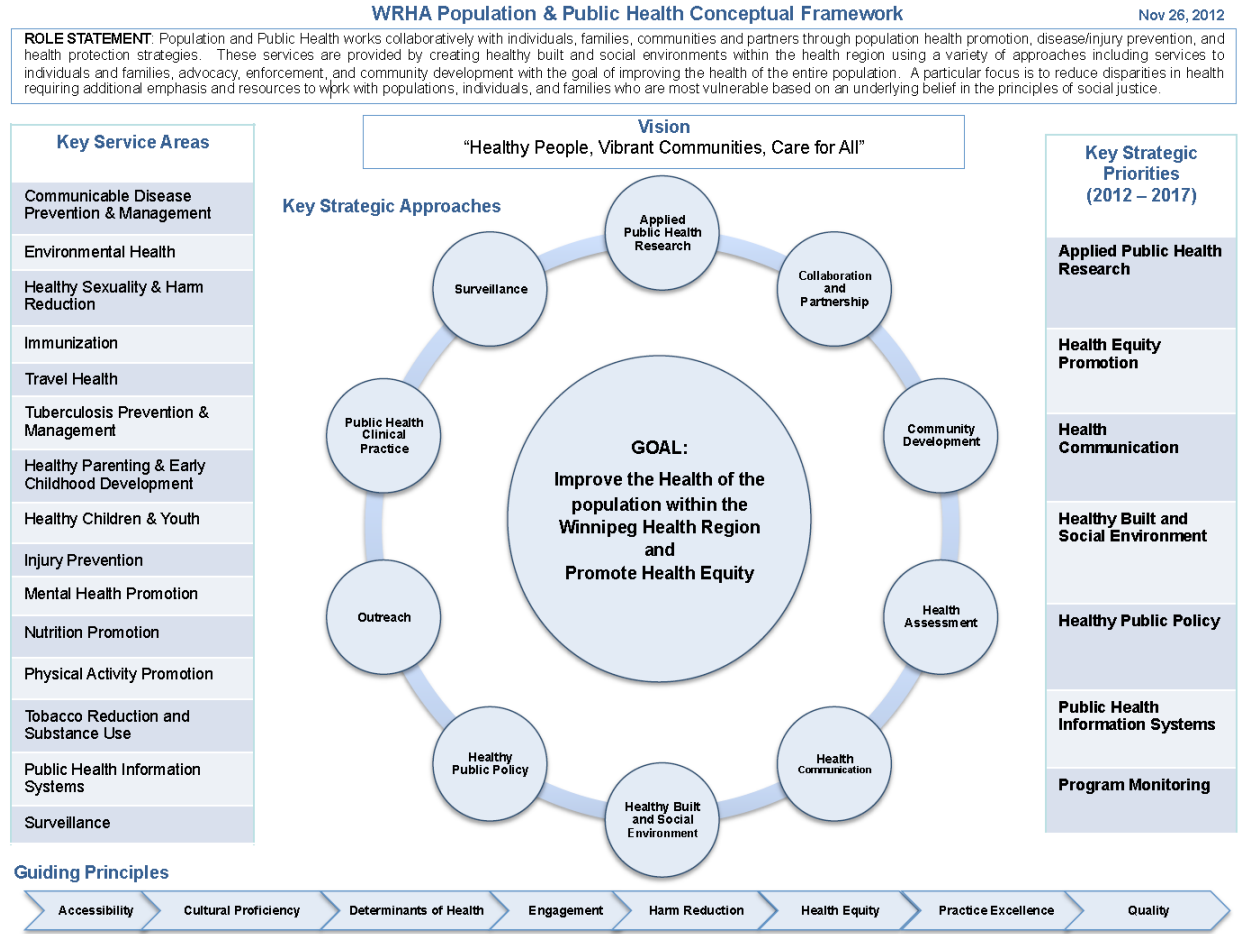 WRHA Population & Public Health Conceptual Framework
Nov 26, 2012
ROLE STATEMENT: Population and Public Health works collaboratively with individuals, families, communities and partners through population health promotion, disease/injury prevention, and
health protection strategies. These services are provided by creating healthy built and social environments within the health region using a variety of approaches including services to
individuals and families, advocacy, enforcement, and community development with the goal of improving the health of the entire population. A particular focus is to reduce disparities in health
requiring additional emphasis and resources to work with populations, individuals, and families who are most vulnerable based on an underlying belief in the principles of social justice.
Vision
“Healthy People, Vibrant Communities, Care for All”
Key Service Areas
Communicable Disease
Prevention & Management
Environmental Health
Healthy Sexuality & Harm
Reduction
Immunization
Travel Health
Tuberculosis Prevention &
Management
Healthy Parenting & Early
Childhood Development
Healthy Children & Youth
Injury Prevention
Mental Health Promotion
Nutrition Promotion
Physical Activity Promotion
Tobacco Reduction and
Substance Use
Public Health Information
Systems
Surveillance
Key Strategic Approaches
Applied
Public Health
Research
Collaboration
and
Partnership
Community
Development
Health
Assessment
Health
Communication
Healthy Built
and Social
Environment
Healthy
Public Policy
Outreach
Public Health
Clinical
Practice
Surveillance
GOAL:
Improve the Health of the
population within the
Winnipeg Health Region
and
Promote Health Equity
Key Strategic
Priorities
(2012 – 2017)
Applied Public Health
Research
Health Equity
Promotion
Health
Communication
Healthy Built and
Social Environment
Healthy Public Policy
Public Health
Information Systems
Program Monitoring
Guiding Principles
Accessibility
Cultural Proficiency
Determinants of Health
Engagement
Harm Reduction
Health Equity
Practice Excellence
Quality